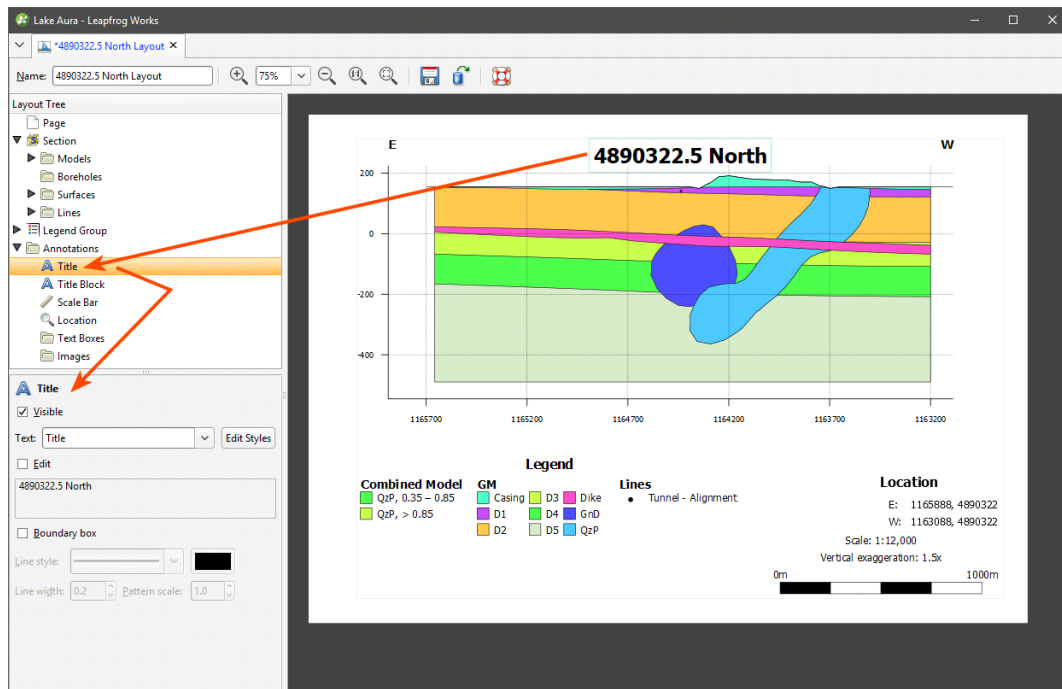 Lake Aura - Leapfrog Works
*4890322.5 North Layout
Name: 4890322.5 North Layout 75%
Layout Tree
Page
Section
Models
Boreholes
Surfaces
Lines
Legend Group
Annotations
Title
Title Block
Scale Bar
Location
Text Boxes
Images
Title
Visible
Text: Title Edit Styles
Edit
4890322.5 North
Boundary box
Line style:
Line width: 0.2 Pattern scale: 1.0
E W
4890322.5 North
200
0
-200
-400
1165700 1165200 1164700 1164200 1163700 1163200
Legend
Combined Model
QzP, 0.35 – 0.85
QzP, > 0.85
GM
Casing D3 Dike
D1 D4 GnD
D2 D5 QzP
Lines
Tunnel - Alignment
Location
E: 1165888, 4890322
W: 1163088, 4890322
Scale: 1:12,000
Vertical exaggeration: 1.5x
0m 1000m